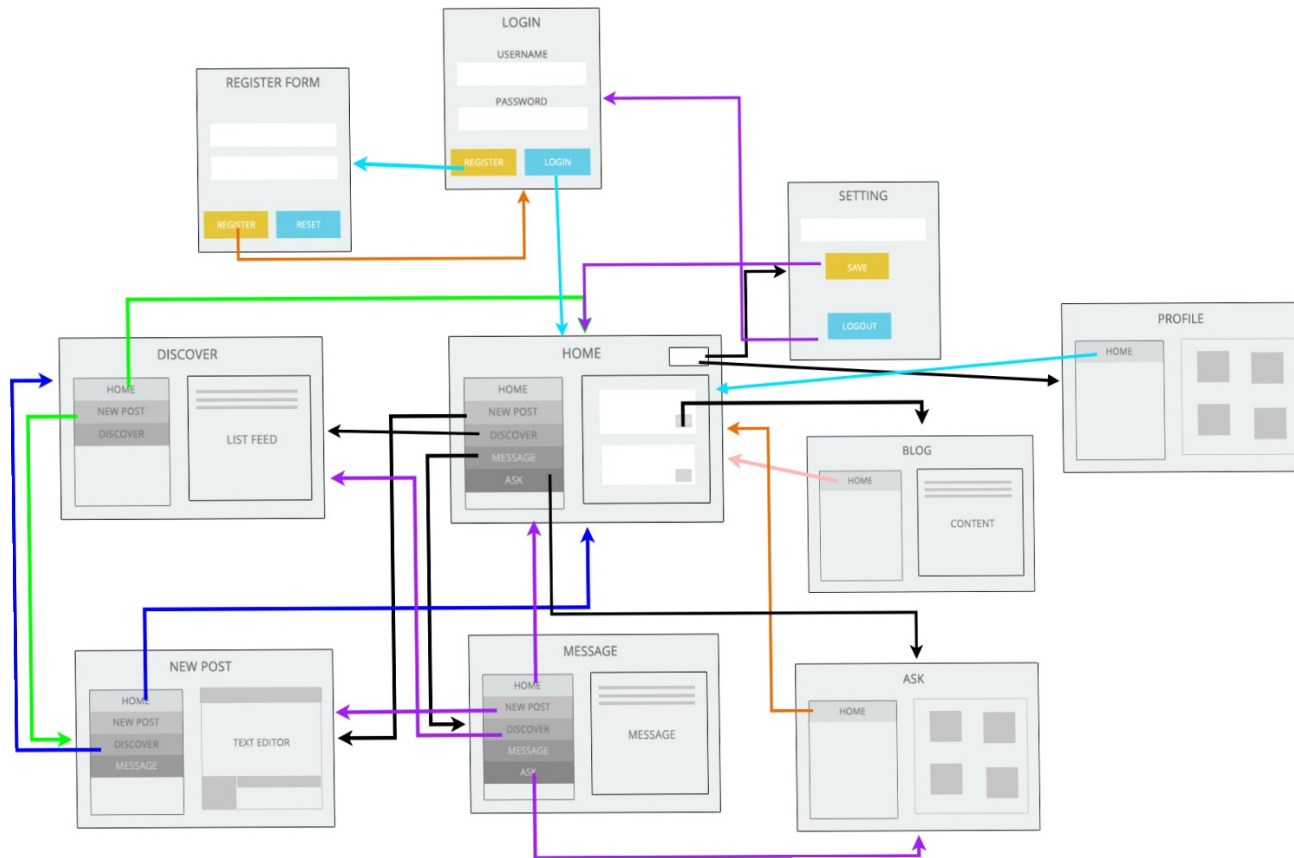 LOGIN
USERNAME
PASSWORD
REGISTER
LOGIN
REGISTER FORM
REGISTER
RESET
SETTING
SAVE
LOGOUT
DISCOVER
HOME
NEW POST
DISCOVER
LIST FEED
HOME
HOME
NEW POST
DISCOVER
MESSAGE
ASK
PROFILE
HOME
BLOG
HOME
CONTENT
NEW POST
HOME
NEW POST
DISCOVER
MESSAGE
TEXT EDITOR
MESSAGE
HOME
NEW POST
DISCOVER
MESSAGE
ASK
MESSAGE
ASK
HOME